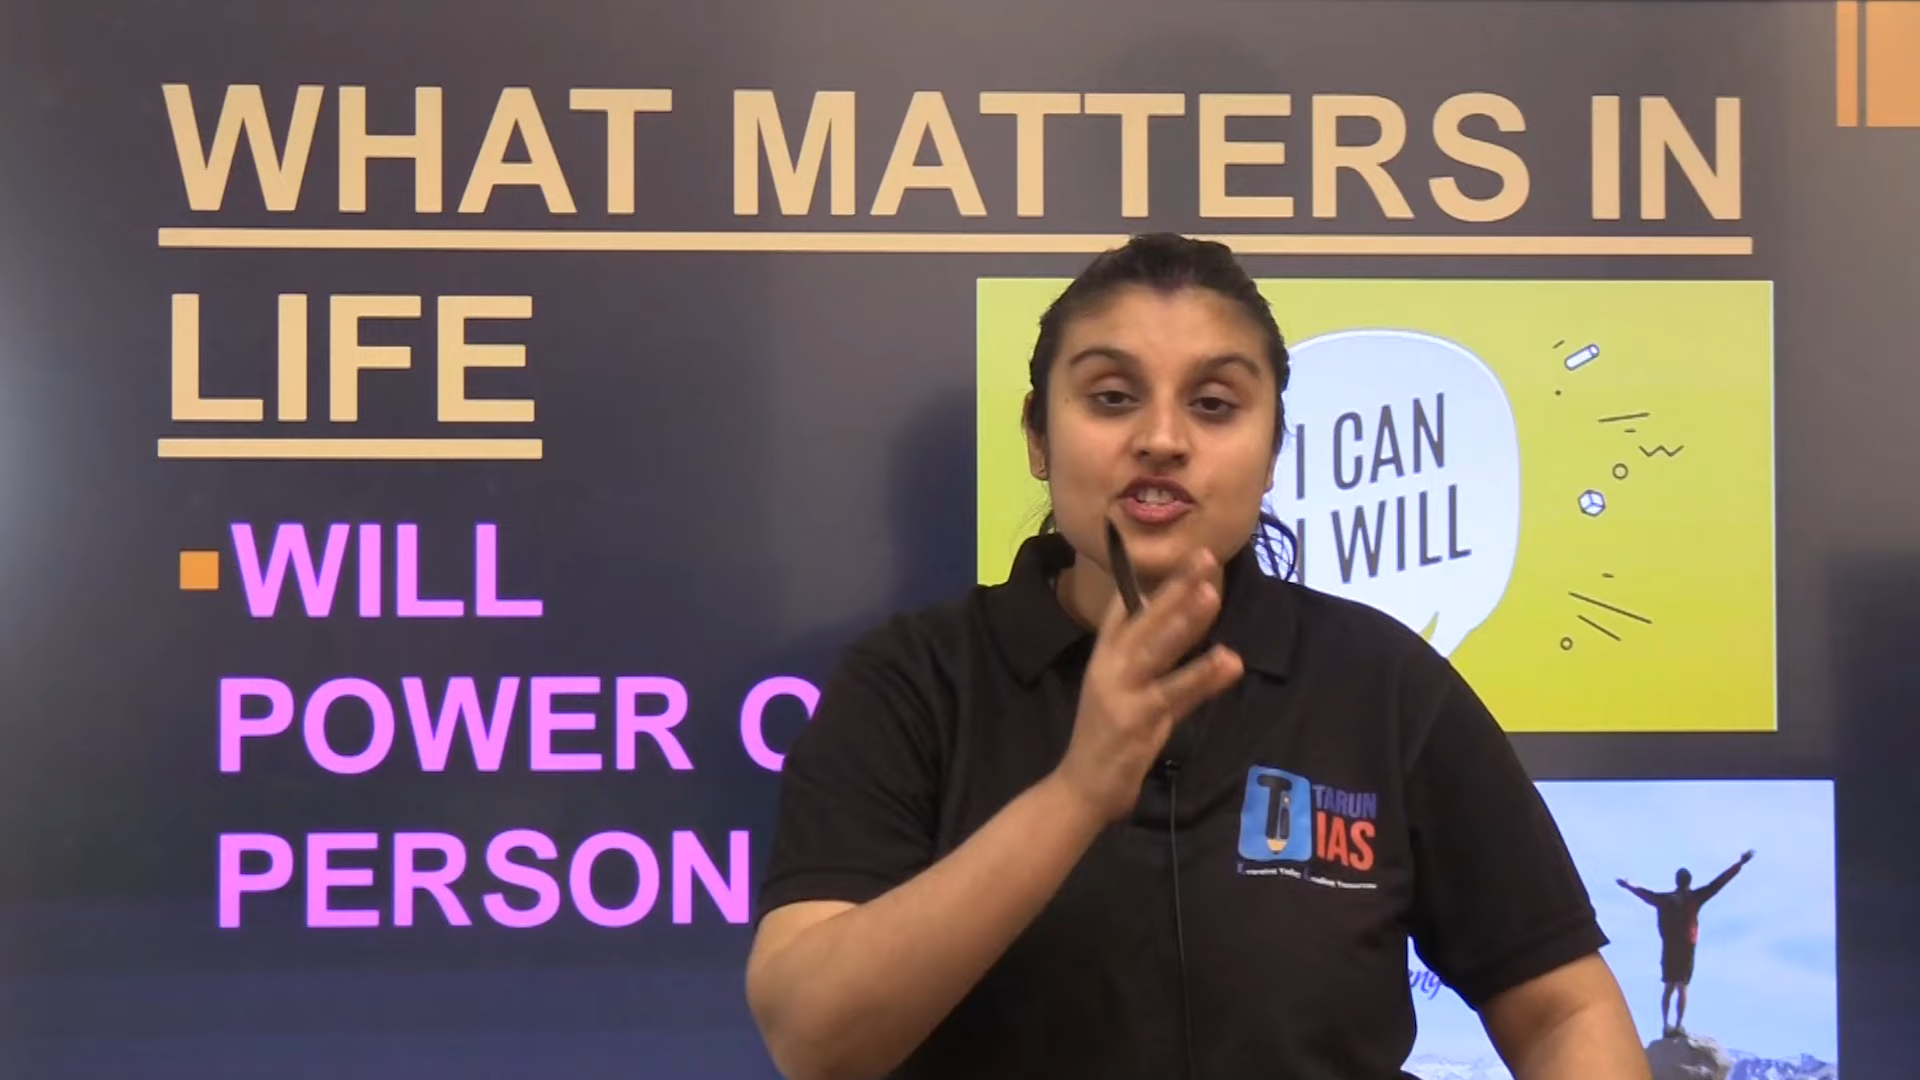 WHAT MATTERS IN
LIFE
WILL
POWER O
PERSON
I CAN
I WILL
TARUN
IAS